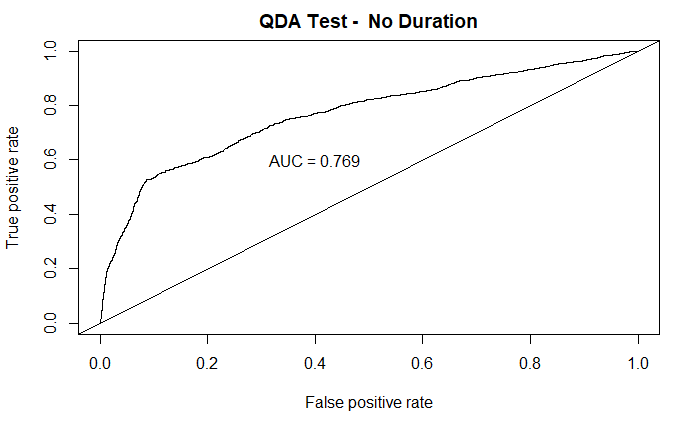 QDA Test -  No Duration
True positive rate
1.0
0.8
0.6
0.4
0.2
0.0
AUC = 0.769
0.0 0.2 0.4 0.6 0.8 1.0
False positive rate